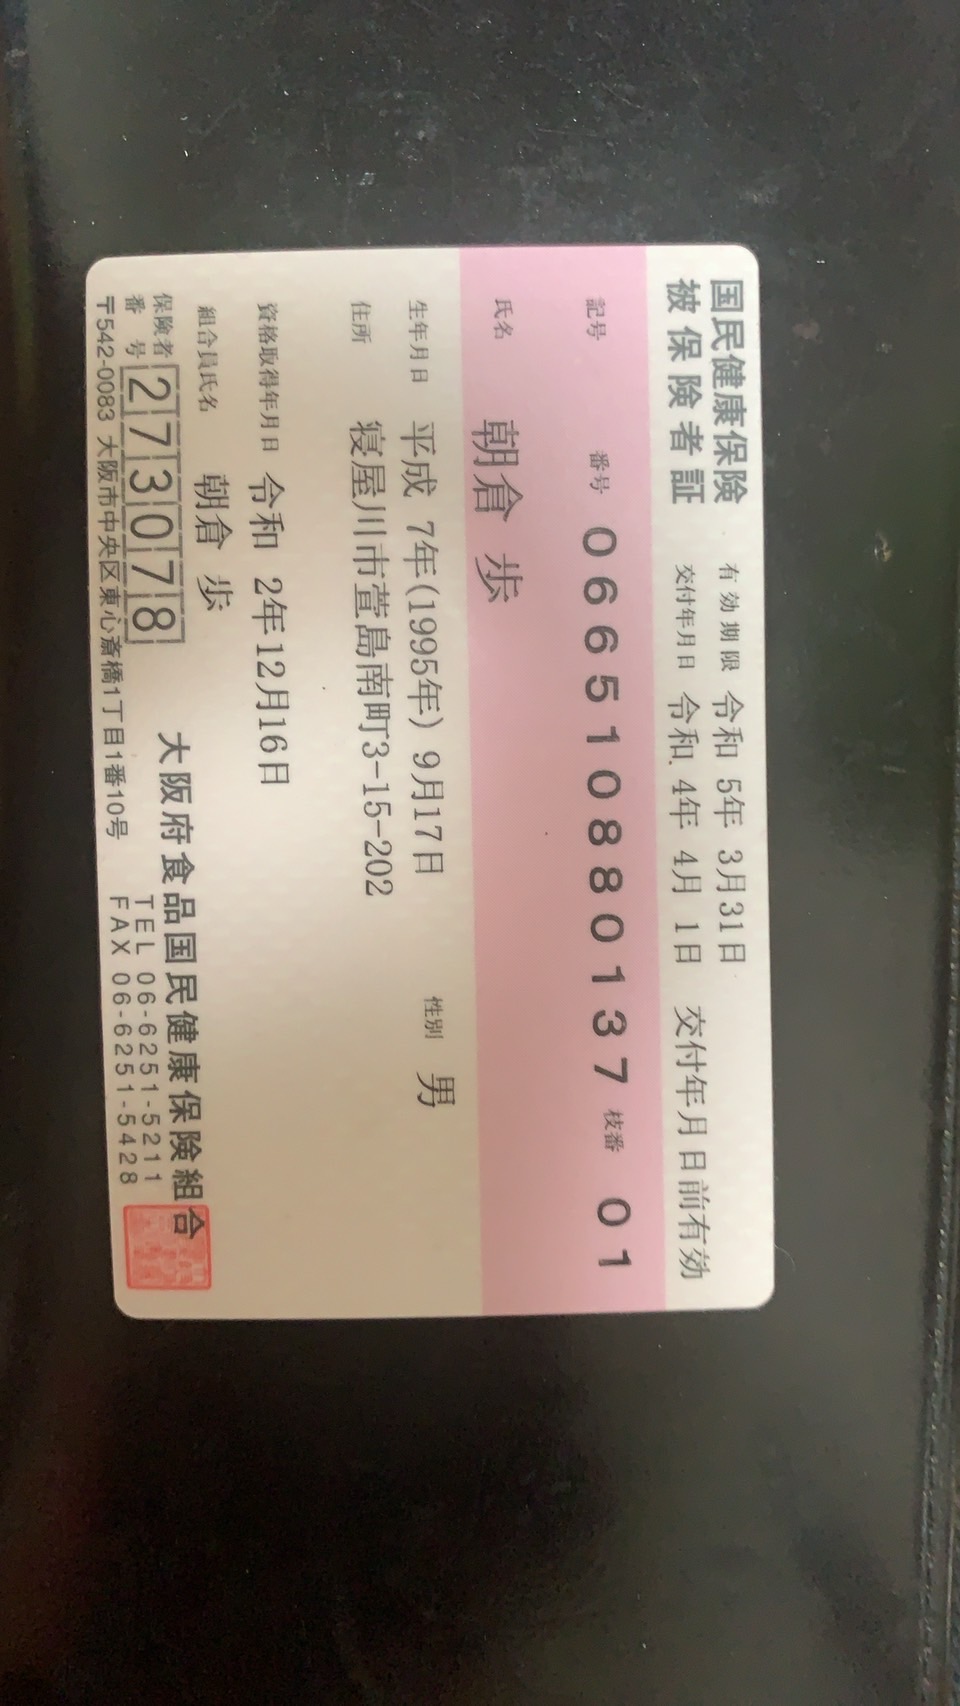 国民健康保険 有効期限 令和 5年 3月31日
被保険者証 交付年月日 令和 4年 4月 1日 交付年月日前有効
記号 番号 06651088​0137 枝番 01
氏名 朝倉 歩
生年月日 平成 7年(1995年) 9月17日 性別 男
住所 寝屋川市萱島南町3-15-202
資格取得年月日 令和 2年12月16日
組合員氏名 朝倉 歩
保険者番号 273078 大阪府食品国民健康保険組合
TEL 06-6251-5211
〒542-0083 大阪市中央区東心斎橋1丁目1番10号 FAX 06-6251-5428